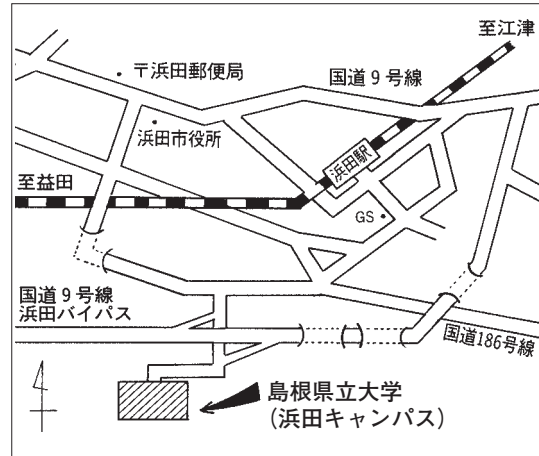 至江津
国道9号線
〒浜田郵便局
浜田市役所
浜田駅
至益田
GS
国道9号線
浜田バイパス
国道186号線
島根県立大学
(浜田キャンパス)